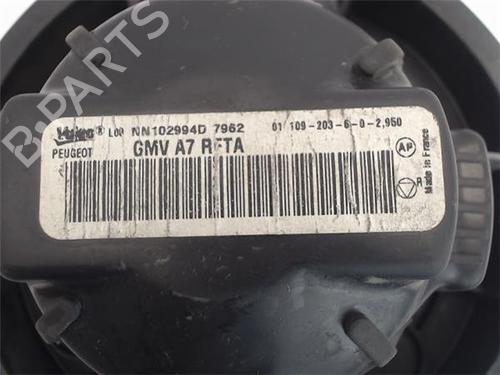 Valeo® LOP NN102994D 7962 01 109-203-6-0-2,950
PEUGEOT GMV A7 RFTA
AP
R
Made in France
B-PARTS